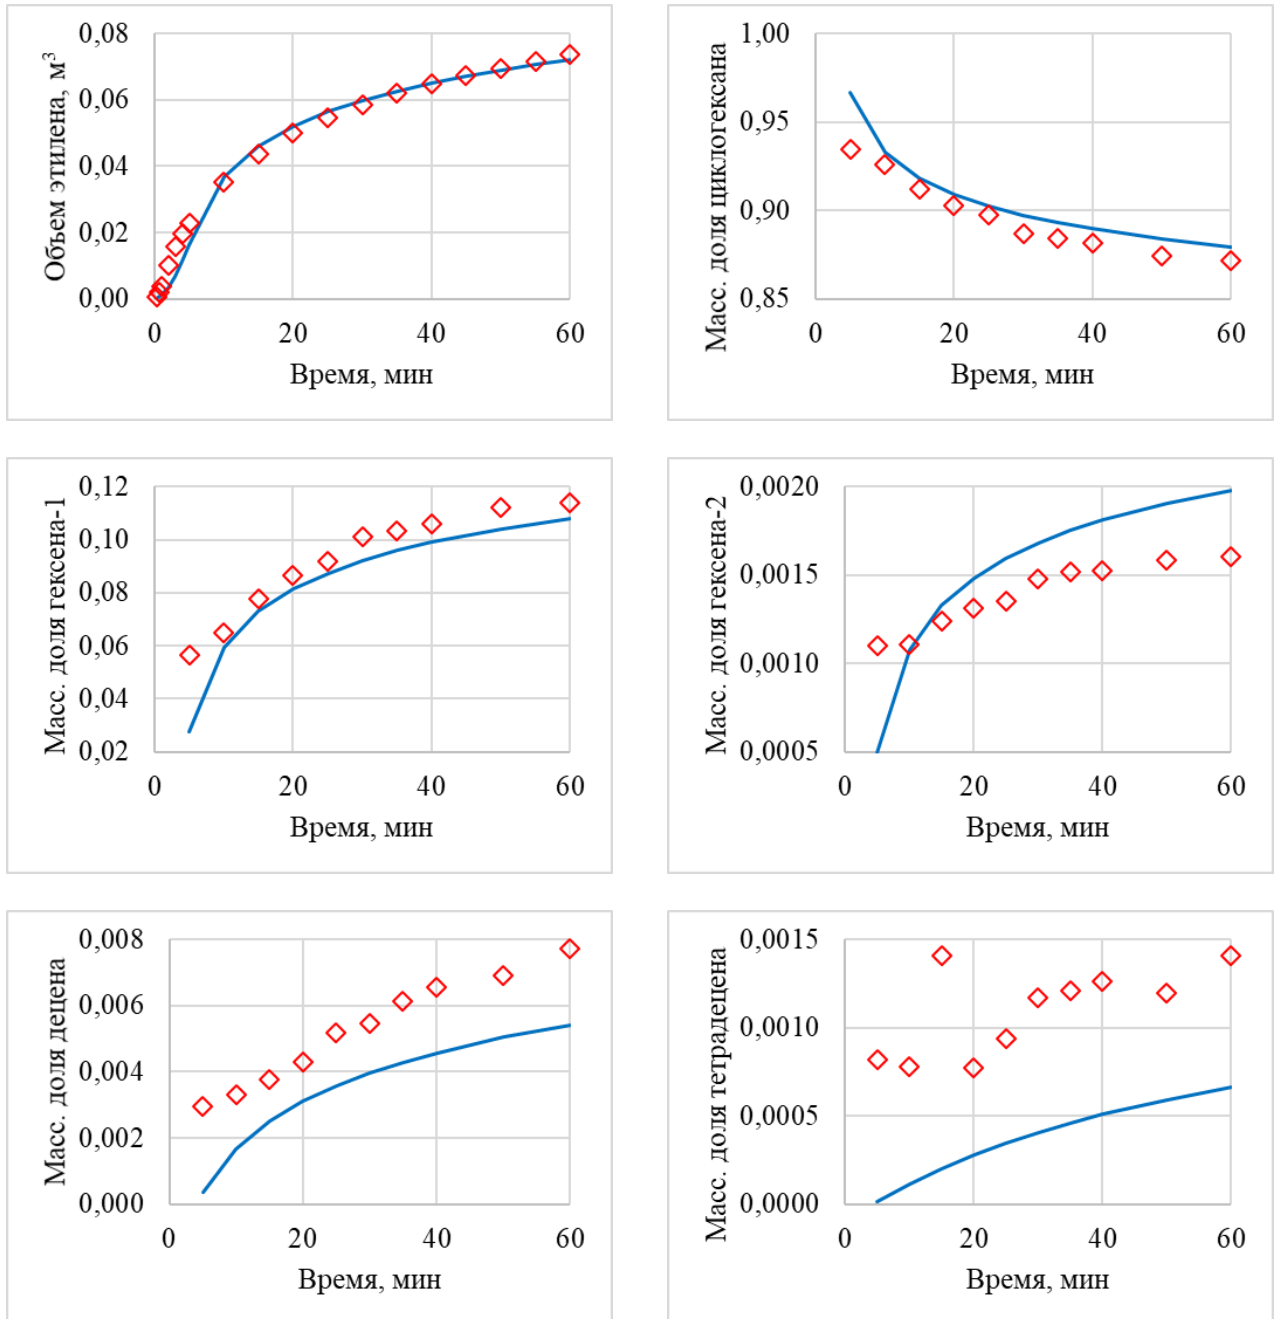 Объем этилена, м³
0,08
0,06
0,04
0,02
0,00
0 20 40 60
Время, мин
Масс. доля циклогексана
1,00
0,95
0,90
0,85
0 20 40 60
Время, мин
Масс. доля гексена-1
0,12
0,10
0,08
0,06
0,04
0,02
0 20 40 60
Время, мин
Масс. доля гексена-2
0,0020
0,0015
0,0010
0,0005
0 20 40 60
Время, мин
Масс. доля децена
0,008
0,006
0,004
0,002
0,000
0 20 40 60
Время, мин
Масс. доля тетрадецена
0,0015
0,0010
0,0005
0,0000
0 20 40 60
Время, мин